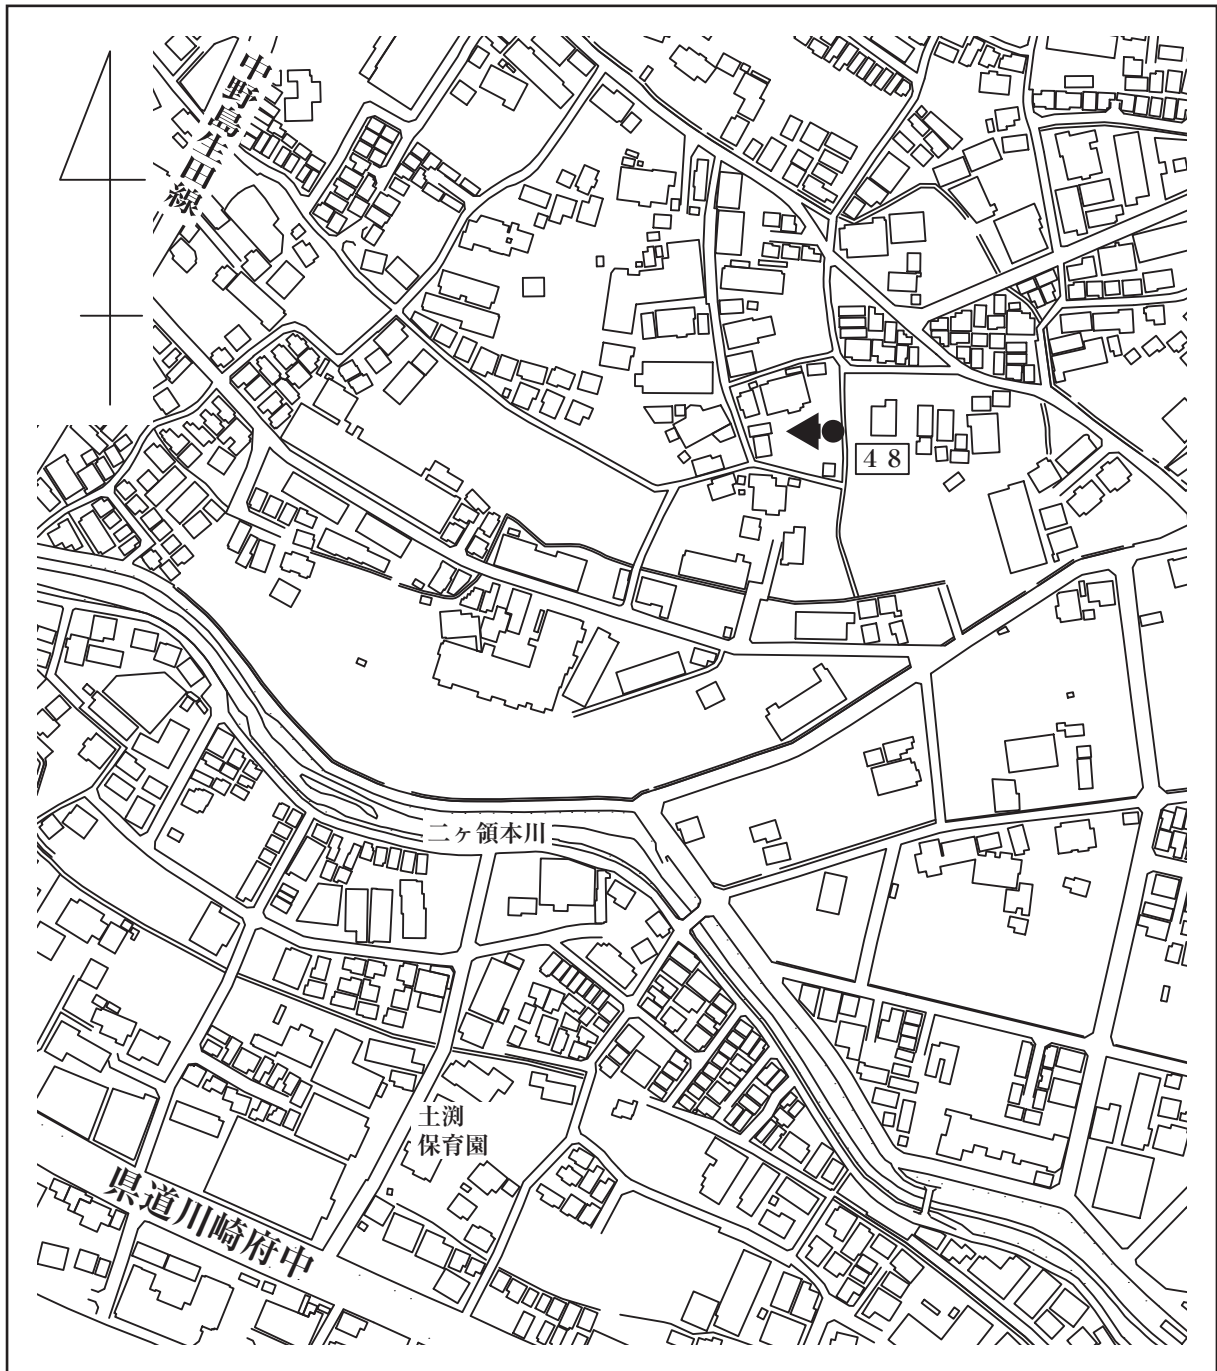 中野島生田線
４８
二ヶ領本川
土渕
保育園
県道川崎府中